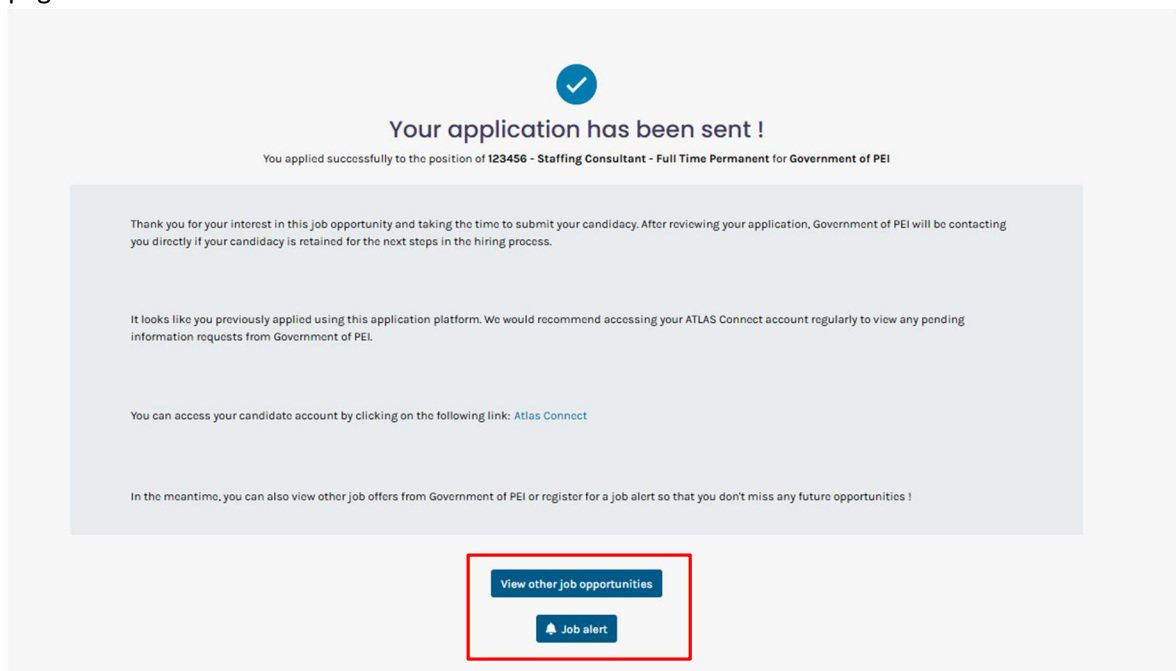 Your application has been sent !
You applied successfully to the position of 123456 - Staffing Consultant - Full Time Permanent for Government of PEI
Thank you for your interest in this job opportunity and taking the time to submit your candidacy. After reviewing your application, Government of PEI will be contacting
you directly if your candidacy is retained for the next steps in the hiring process.
It looks like you previously applied using this application platform. We would recommend accessing your ATLAS Connect account regularly to view any pending
information requests from Government of PEI.
You can access your candidate account by clicking on the following link: Atlas Connect
In the meantime, you can also view other job offers from Government of PEI or register for a job alert so that you don't miss any future opportunities !
View other job opportunities
Job alert